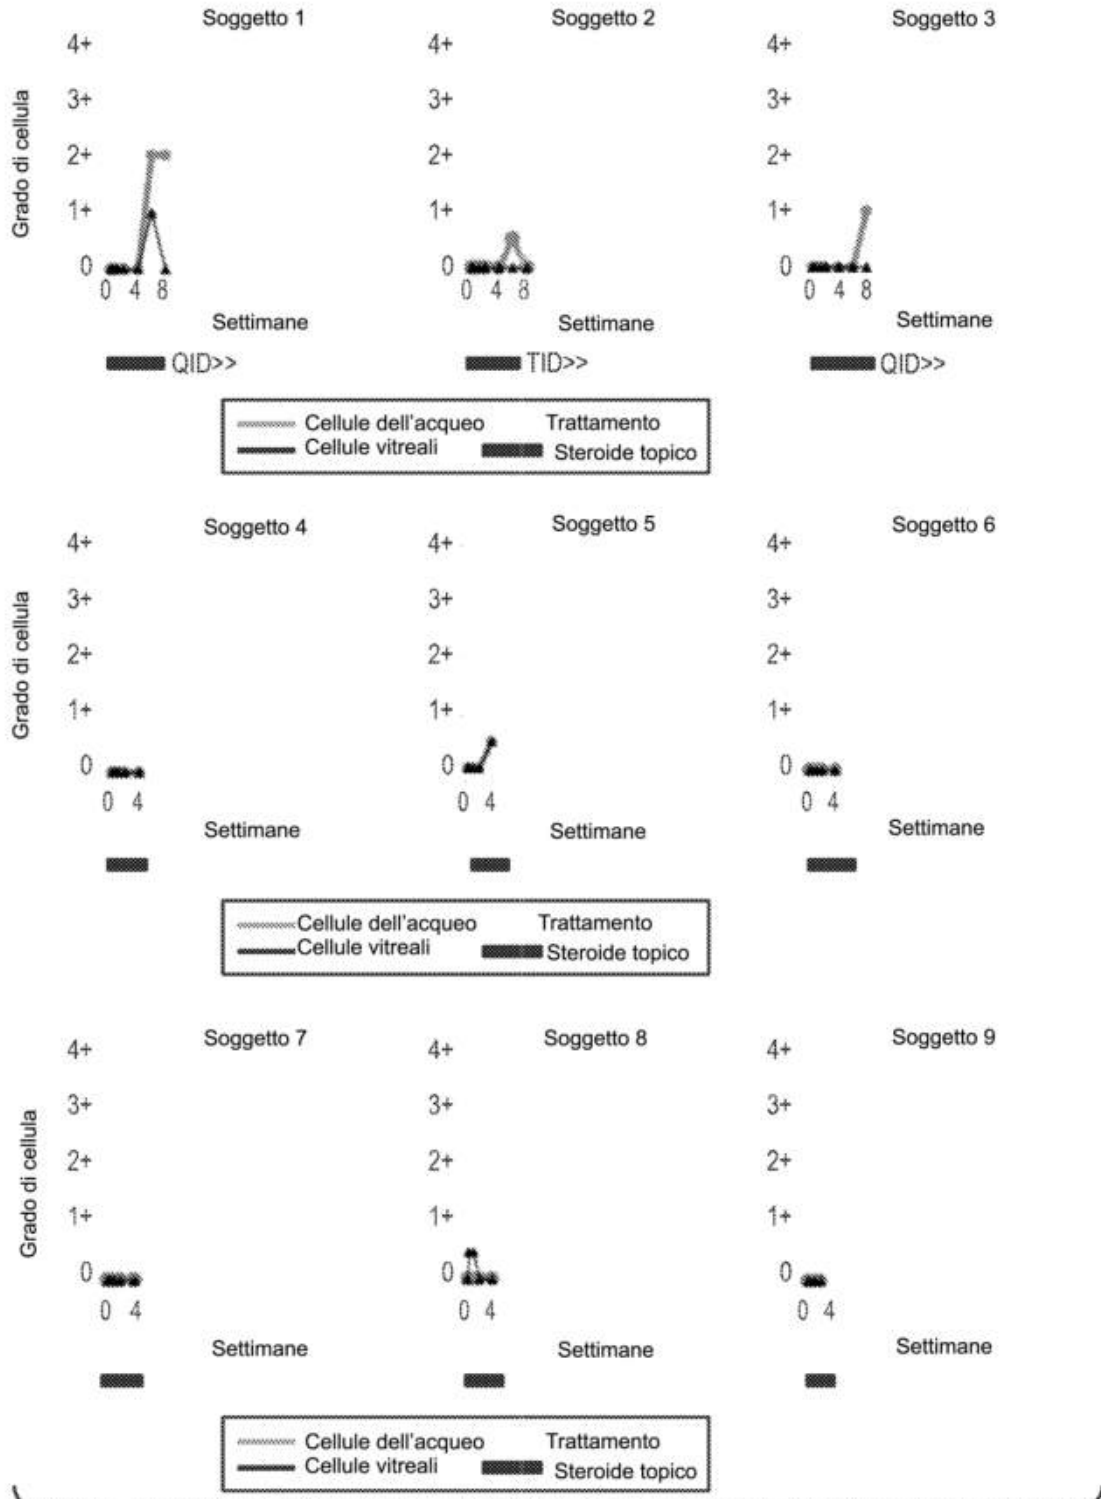 Soggetto 1 Soggetto 2 Soggetto 3
4+ 4+ 4+
3+ 3+ 3+
2+ 2+ 2+
1+ 1+ 1+
0 0 0
Grado di cellula
0 4 8 0 4 8 0 4 8
Settimane Settimane Settimane
QID>> TID>> QID>>
Cellule dell'acqueo Trattamento
Cellule vitreali Steroide topico
Soggetto 4 Soggetto 5 Soggetto 6
4+ 4+ 4+
3+ 3+ 3+
2+ 2+ 2+
1+ 1+ 1+
0 0 0
Grado di cellula
0 4 0 4 0 4
Settimane Settimane Settimane
Cellule dell'acqueo Trattamento
Cellule vitreali Steroide topico
Soggetto 7 Soggetto 8 Soggetto 9
4+ 4+ 4+
3+ 3+ 3+
2+ 2+ 2+
1+ 1+ 1+
0 0 0
Grado di cellula
0 4 0 4 0 4
Settimane Settimane Settimane
Cellule dell'acqueo Trattamento
Cellule vitreali Steroide topico